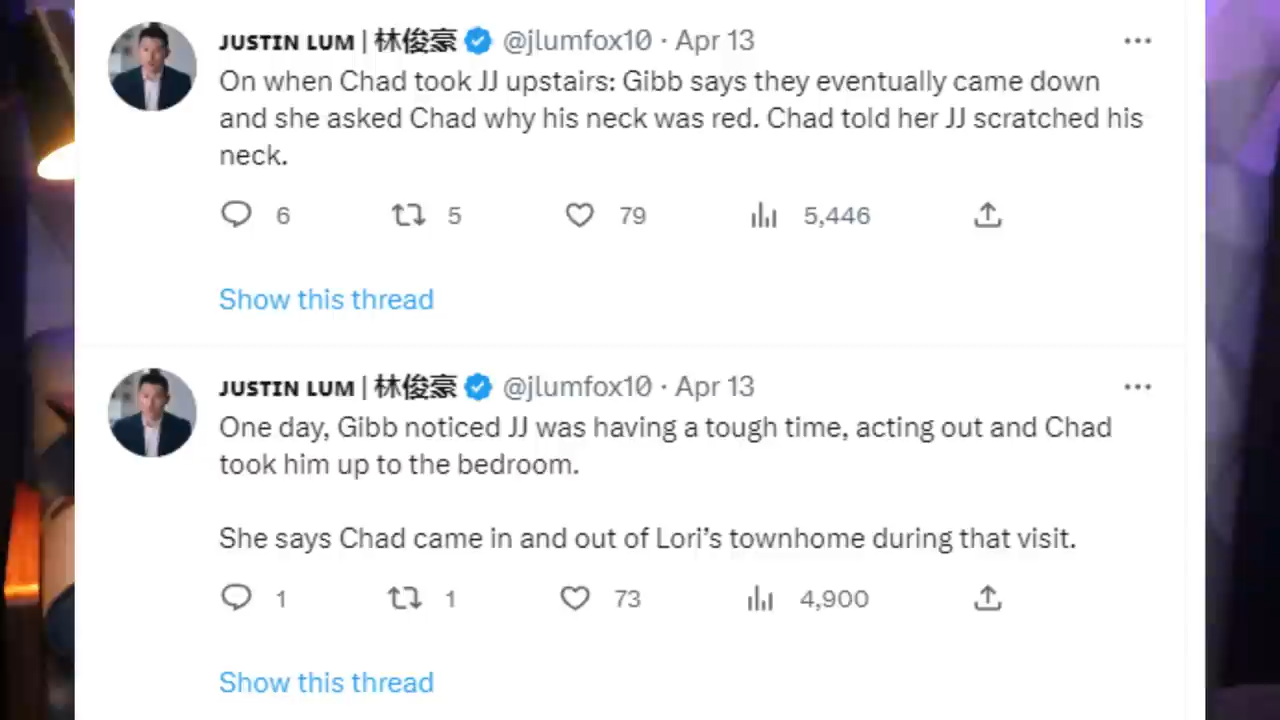 JUSTIN LUM | 林俊豪 @jlumfox10 · Apr 13
On when Chad took JJ upstairs: Gibb says they eventually came down
and she asked Chad why his neck was red. Chad told her JJ scratched his
neck.
6 5 79 5,446
Show this thread
JUSTIN LUM | 林俊豪 @jlumfox10 · Apr 13
One day, Gibb noticed JJ was having a tough time, acting out and Chad
took him up to the bedroom.
She says Chad came in and out of Lori’s townhome during that visit.
1 1 73 4,900
Show this thread